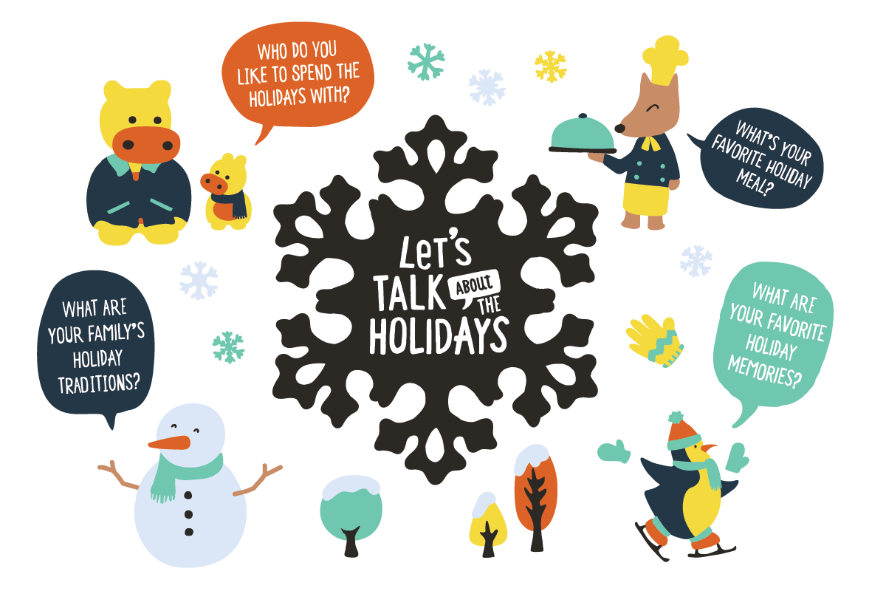 WHO DO YOU
LIKE TO SPEND THE
HOLIDAYS WITH?
WHAT'S YOUR
FAVORITE HOLIDAY
MEAL?
LET'S
TALK ABOUT
THE
HOLIDAYS
WHAT ARE
YOUR FAMILY'S
HOLIDAY
TRADITIONS?
WHAT ARE
YOUR FAVORITE
HOLIDAY
MEMORIES?